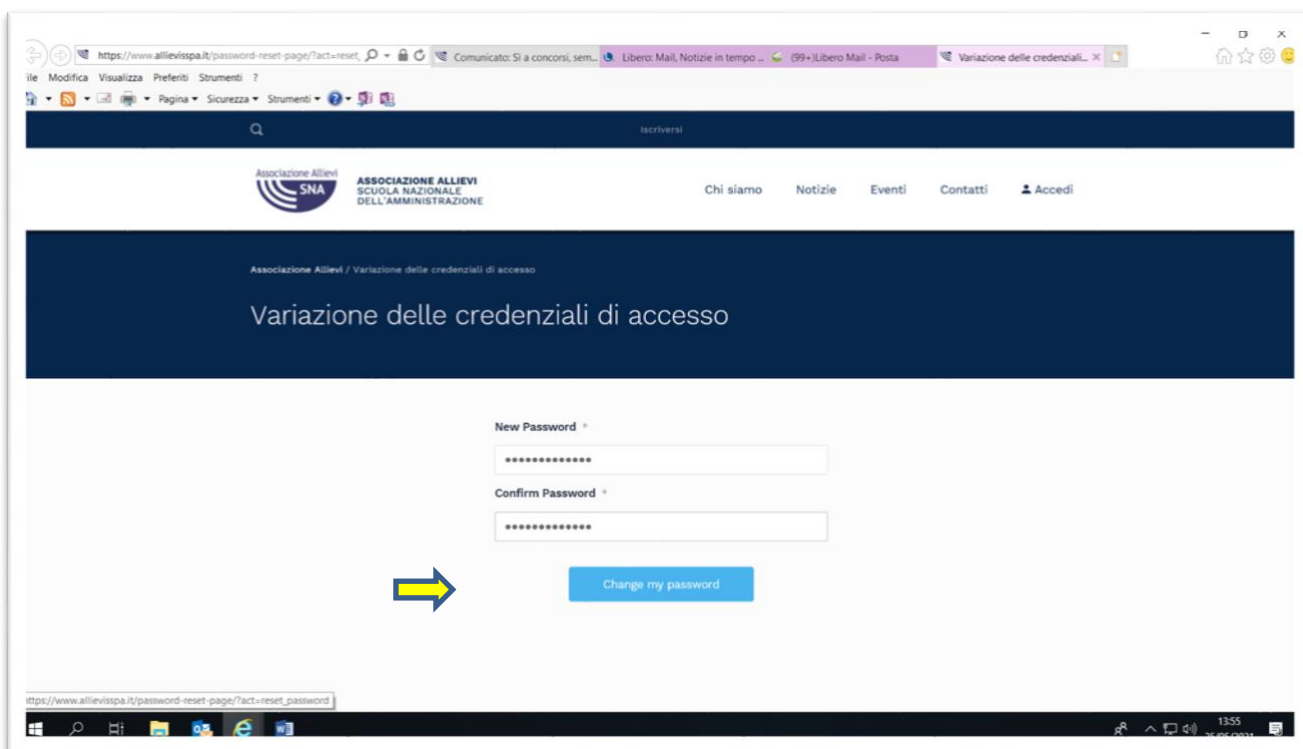 https://www.allievisspa.it/password-reset-page/?act=reset,
Comunicato: Sì a concorsi, sem...
Libero: Mail, Notizie in tempo ...
(99+)Libero Mail - Posta
Variazione delle credenziali...
ile Modifica Visualizza Preferiti Strumenti ?
Pagina Sicurezza Strumenti
Iscriversi
Associazione Allievi
SNA
ASSOCIAZIONE ALLIEVI
SCUOLA NAZIONALE
DELL'AMMINISTRAZIONE
Chi siamo Notizie Eventi Contatti Accedi
Associazione Allievi / Variazione delle credenziali di accesso
Variazione delle credenziali di accesso
New Password *
•••••••••••••
Confirm Password *
•••••••••••••
Change my password
ttps://www.allievisspa.it/password-reset-page/?act=reset_password
13:55
25/05/2021